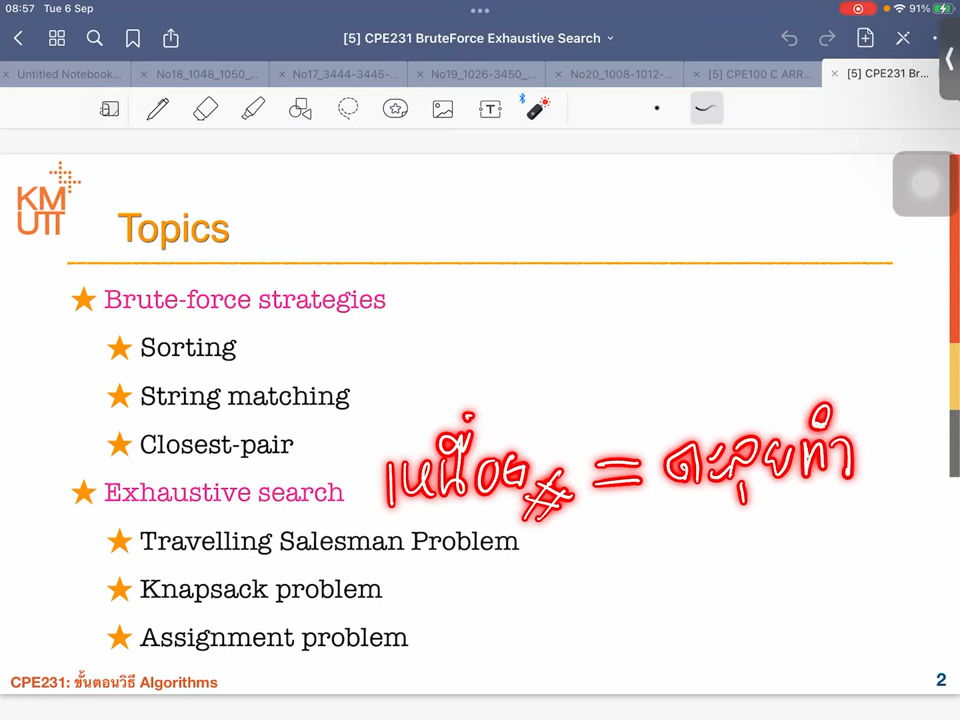 08:57 Tue 6 Sep
91%
[5] CPE231 BruteForce Exhaustive Search
Untitled Notebook...
No18_1048_1050_...
No17_3444-3445-...
No19_1026-3450_...
No20_1008-1012-...
[5] CPE100 C ARR...
[5] CPE231 Br...
KM
UTT
Topics
Brute-force strategies
Sorting
String matching
Closest-pair
Exhaustive search
เหนื่อย = ตะลุยทำ
Travelling Salesman Problem
Knapsack problem
Assignment problem
CPE231: ขั้นตอนวิธี Algorithms
2